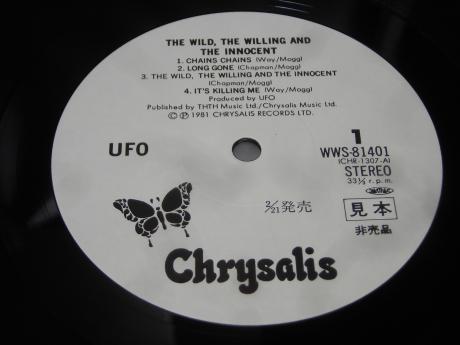 THE WILD, THE WILLING AND
THE INNOCENT
1. CHAINS CHAINS (Way/Mogg)
2. LONG GONE (Chapman/Mogg)
3. THE WILD, THE WILLING AND THE INNOCENT
(Chapman/Mogg)
4. IT'S KILLING ME (Way/Mogg)
Produced by UFO
Published by THTH Music Ltd./Chrysalis Music Ltd.
©Ⓟ 1981 CHRYSALIS RECORDS LTD.
UFO
1
WWS-81401
(CHR-1307-A)
STEREO
33⅓ r.p.m.
2/21発売
見本
非売品
Chrysalis